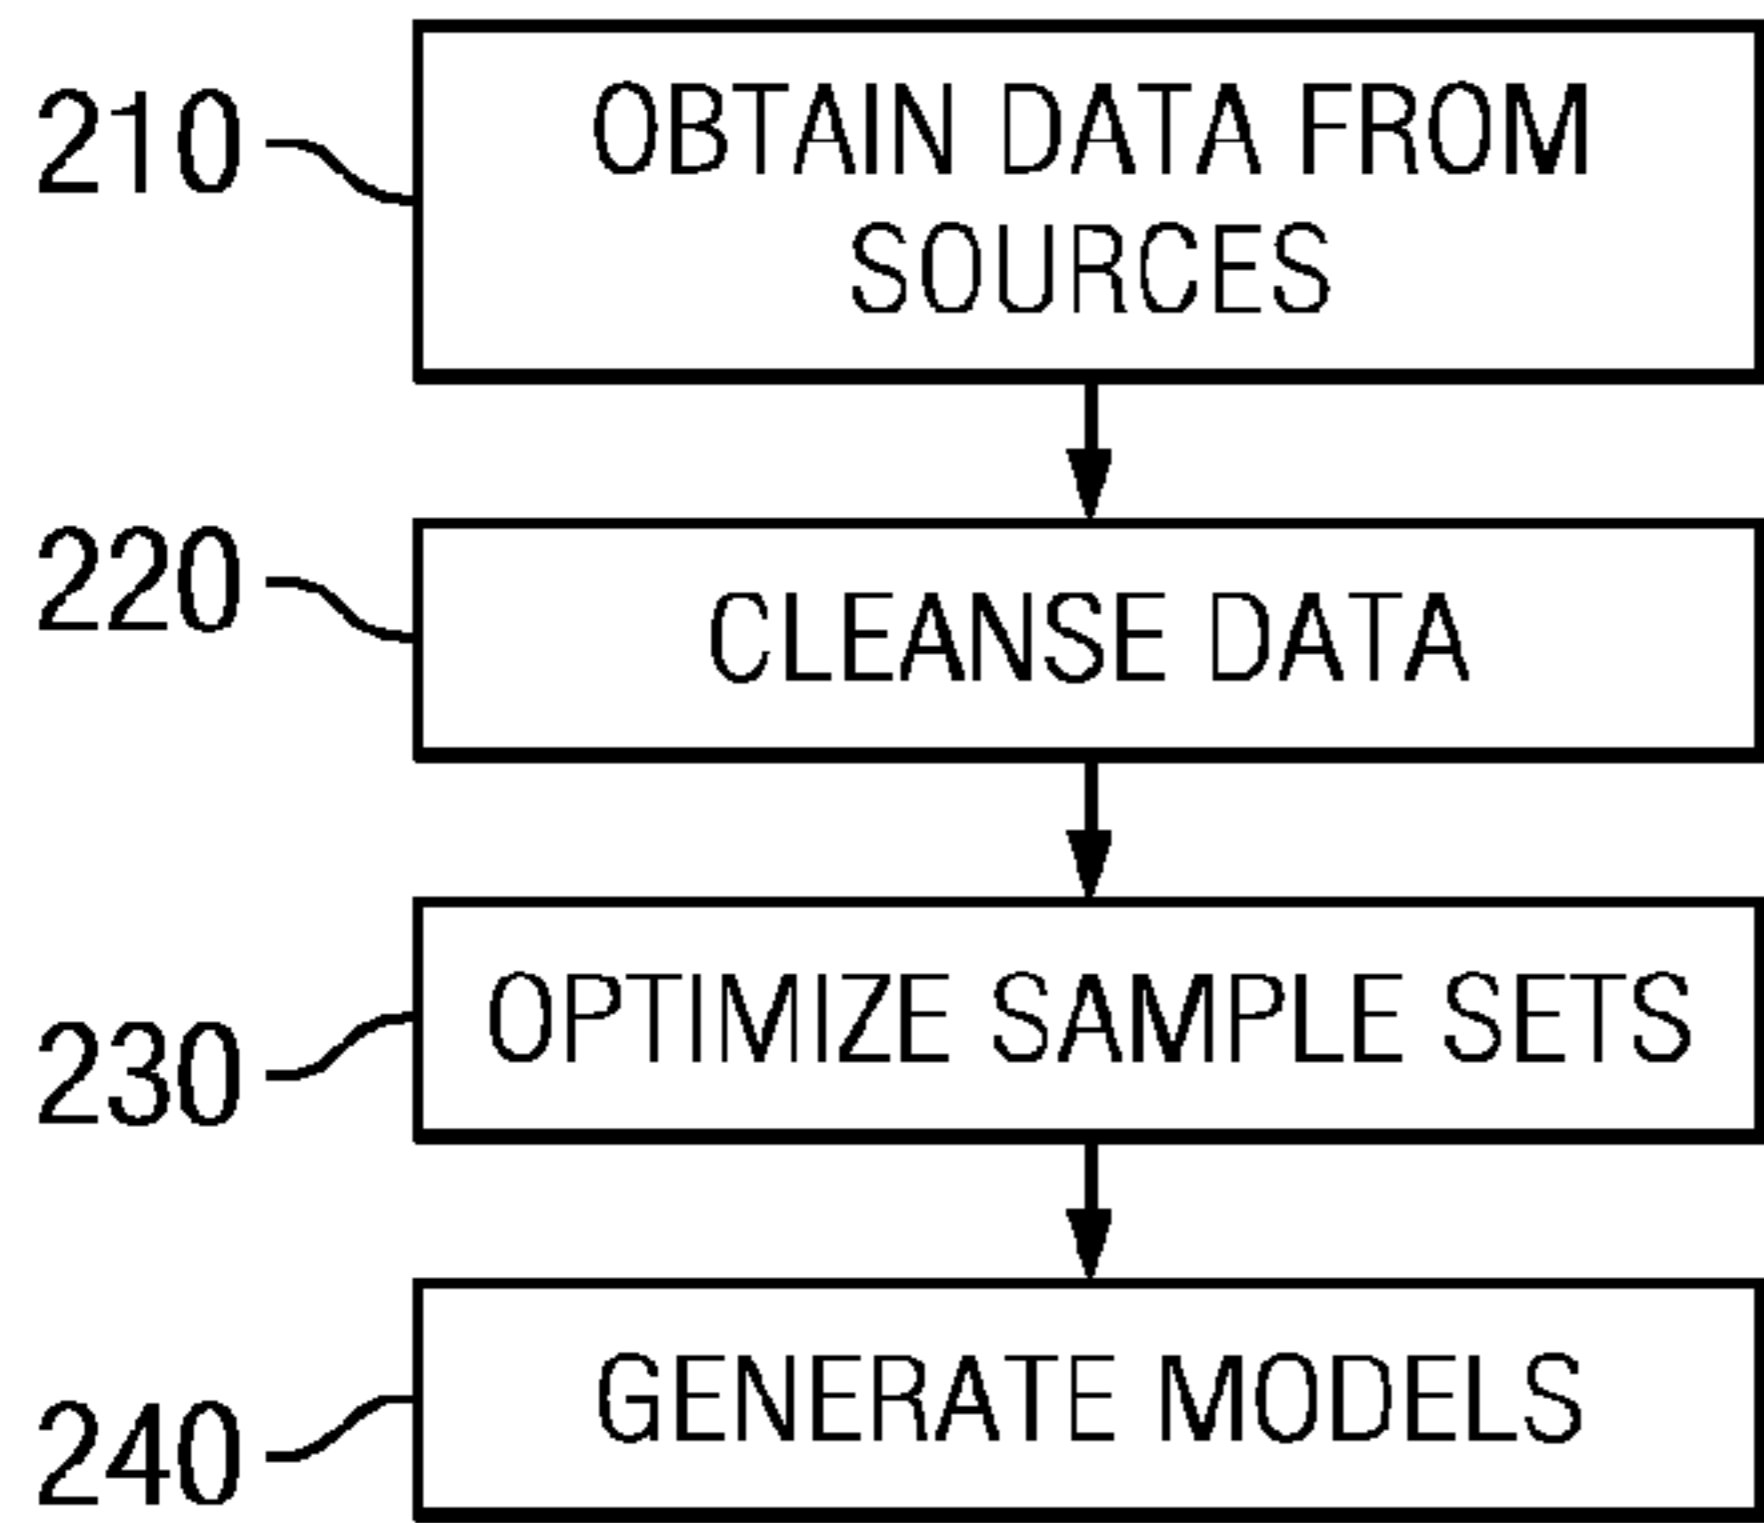 210
OBTAIN DATA FROM
SOURCES
220
CLEANSE DATA
230
OPTIMIZE SAMPLE SETS
240
GENERATE MODELS